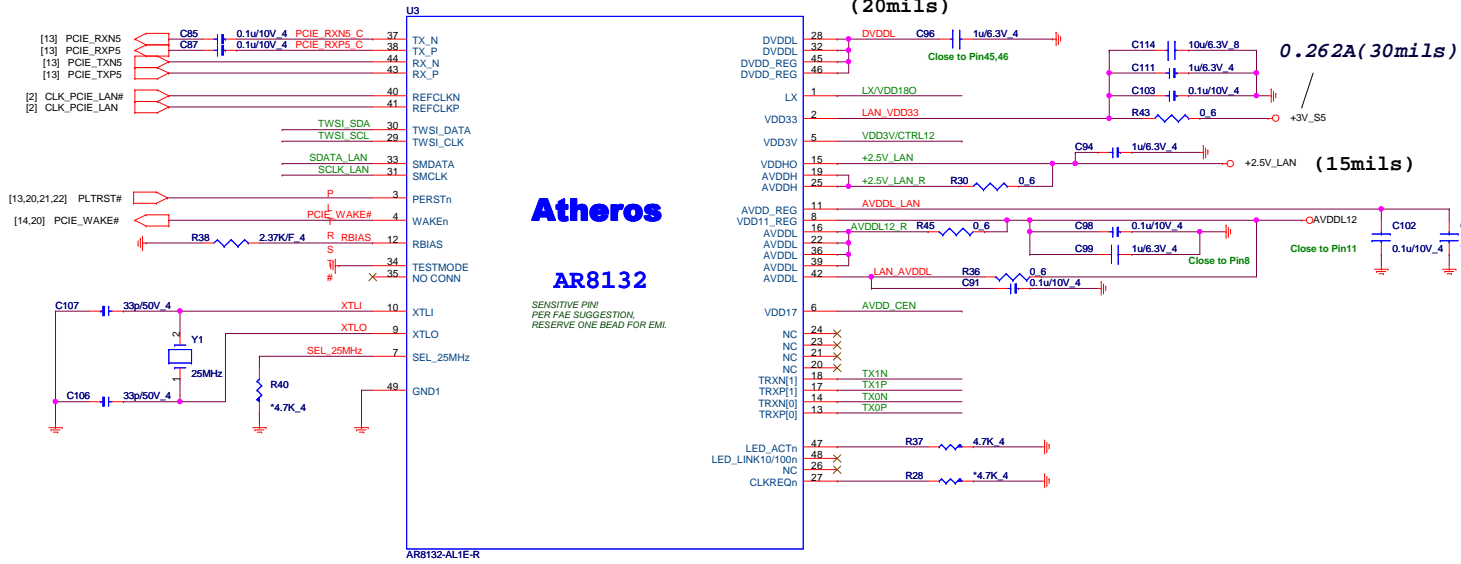 (20mils)
U3
[13] PCIE_RXN5 C85 0.1u/10V_4 PCIE_RXN5_C 37 TX_N
[13] PCIE_RXP5 C87 0.1u/10V_4 PCIE_RXP5_C 38 TX_P
[13] PCIE_TXN5 44 RX_N
[13] PCIE_TXP5 43 RX_P
[2] CLK_PCIE_LAN# 40 REFCLKN
[2] CLK_PCIE_LAN 41 REFCLKP
TWSI_SDA 30 TWSI_DATA
TWSI_SCL 29 TWSI_CLK
SDATA_LAN 33 SMDATA
SCLK_LAN 31 SMCLK
[13,20,21,22] PLTRST# 3 PERSTn
[14,20] PCIE_WAKE# PCIE_WAKE# 4 WAKEn
PLTRST#
R38 2.37K/F_4 RBIAS 12 RBIAS
34 TESTMODE
35 NO CONN
C107 33p/50V_4 XTLI 10 XTLI
XTLO 9 XTLO
Y1
2
1
25MHz
SEL_25MHz 7 SEL_25MHz
R40
*4.7K_4
C106 33p/50V_4
49 GND1
Atheros
AR8132
SENSITIVE PIN!
PER FAE SUGGESTION,
RESERVE ONE BEAD FOR EMI.
AR8132-AL1E-R
DVDDL 28 DVDDL C96 1u/6.3V_4
DVDDL 32
DVDD_REG 45
DVDD_REG 46
Close to Pin45,46
LX 1 LX/VDD18O
VDD33 2 LAN_VDD33 R43 0_6 +3V_S5
C114 10u/6.3V_8
C111 1u/6.3V_4
C103 0.1u/10V_4
0.262A(30mils)
VDD3V 5 VDD3V/CTRL12
VDDHO 15 +2.5V_LAN C94 1u/6.3V_4 +2.5V_LAN (15mils)
AVDDH 19
AVDDH 25 +2.5V_LAN_R R30 0_6
AVDD_REG 11 AVDDL_LAN
VDD11_REG 8 AVDDL12
AVDDL 16 AVDDL12_R R45 0_6 C98 0.1u/10V_4
AVDDL 22
AVDDL 36 C99 1u/6.3V_4
AVDDL 39 Close to Pin8
AVDDL 42 LAN_AVDDL R36 0_6
C91 0.1u/10V_4
Close to Pin11
C102
0.1u/10V_4
VDD17 6 AVDD_CEN
NC 24
NC 23
NC 21
NC 20
TRXN[1] 18 TX1N
TRXP[1] 17 TX1P
TRXN[0] 14 TX0N
TRXP[0] 13 TX0P
LED_ACTn 47 R37 4.7K_4
LED_LINK10/100n 48
NC 26
CLKREQn 27 R28 *4.7K_4